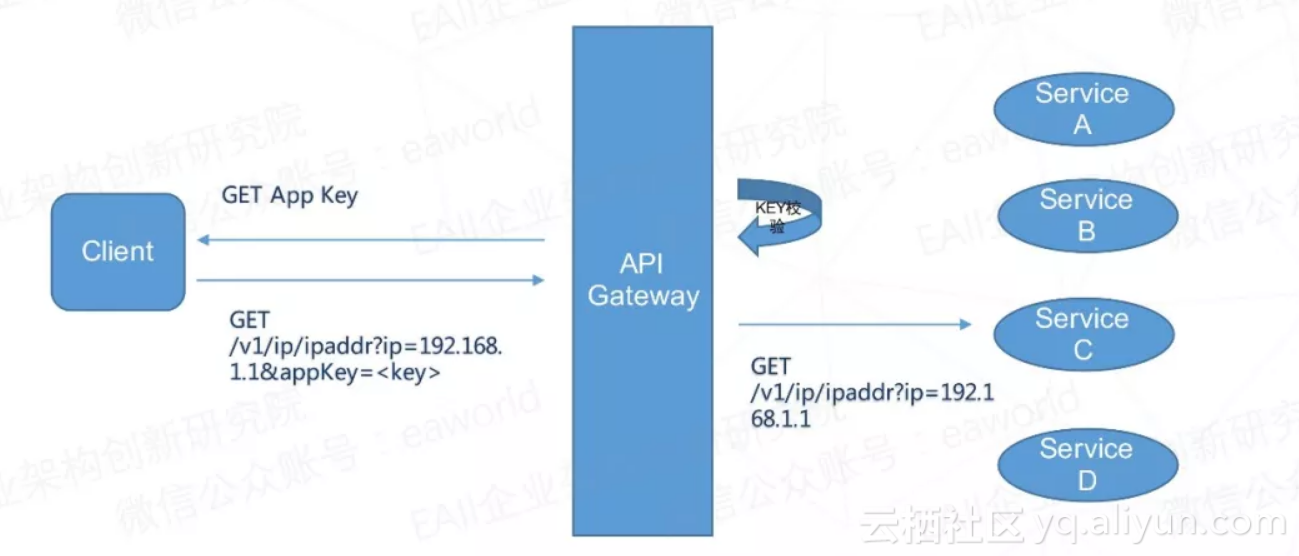 GET App Key
Client
GET
/v1/ip/ipaddr?ip=192.168.
1.1&appKey=<key>
API
Gateway
KEY校
验
GET
/v1/ip/ipaddr?ip=192.1
68.1.1
Service
A
Service
B
Service
C
Service
D
EAII企业架构创新研究院
微信公众账号：eaworld
云栖社区 yq.aliyun.com